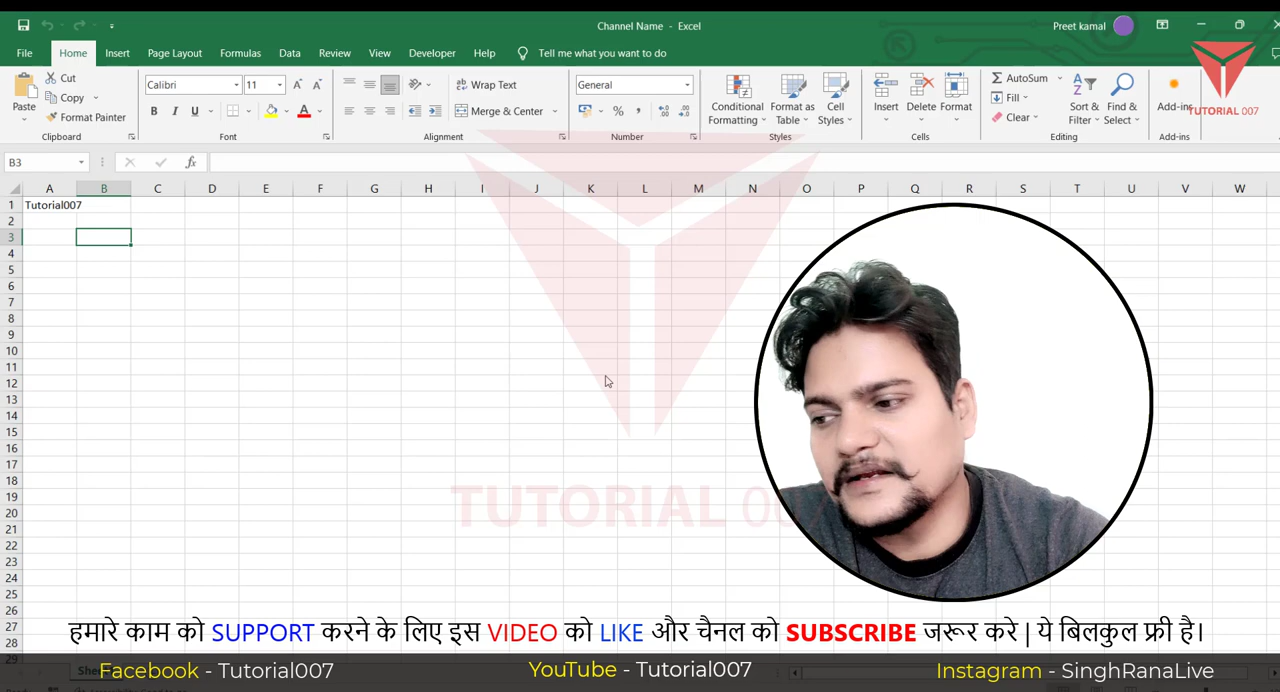 Channel Name - Excel
Preet kamal
File Home Insert Page Layout Formulas Data Review View Developer Help Tell me what you want to do
Paste
Cut
Copy
Format Painter
Clipboard
Calibri 11
B I U A
Font
Wrap Text
Merge & Center
Alignment
General
%
Number
Conditional Formatting
Format as Table
Cell Styles
Styles
Insert Delete Format
Cells
AutoSum
Fill
Clear
Sort & Filter
Find & Select
Editing
Add-ins
Add-ins
TUTORIAL 007
B3 fx
A B C D E F G H I J K L M N O P Q R S T U V W
1 Tutorial007
2
3
4
5
6
7
8
9
10
11
12
13
14
15
16
17
18
19
20
21
22
23
24
25
26
27
28
29
TUTORIAL 007
हमारे काम को SUPPORT करने के लिए इस VIDEO को LIKE और चैनल को SUBSCRIBE जरूर करे | ये बिलकुल फ्री है।
Facebook - Tutorial007 YouTube - Tutorial007 Instagram - SinghRanaLive